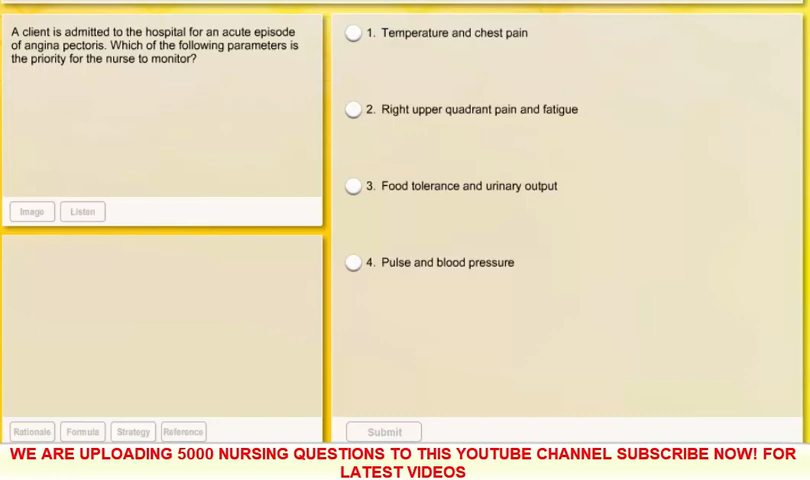 A client is admitted to the hospital for an acute episode
of angina pectoris. Which of the following parameters is
the priority for the nurse to monitor?
Image
Listen
1. Temperature and chest pain
2. Right upper quadrant pain and fatigue
3. Food tolerance and urinary output
4. Pulse and blood pressure
Rationale
Formula
Strategy
Reference
Submit
WE ARE UPLOADING 5000 NURSING QUESTIONS TO THIS YOUTUBE CHANNEL SUBSCRIBE NOW! FOR
LATEST VIDEOS